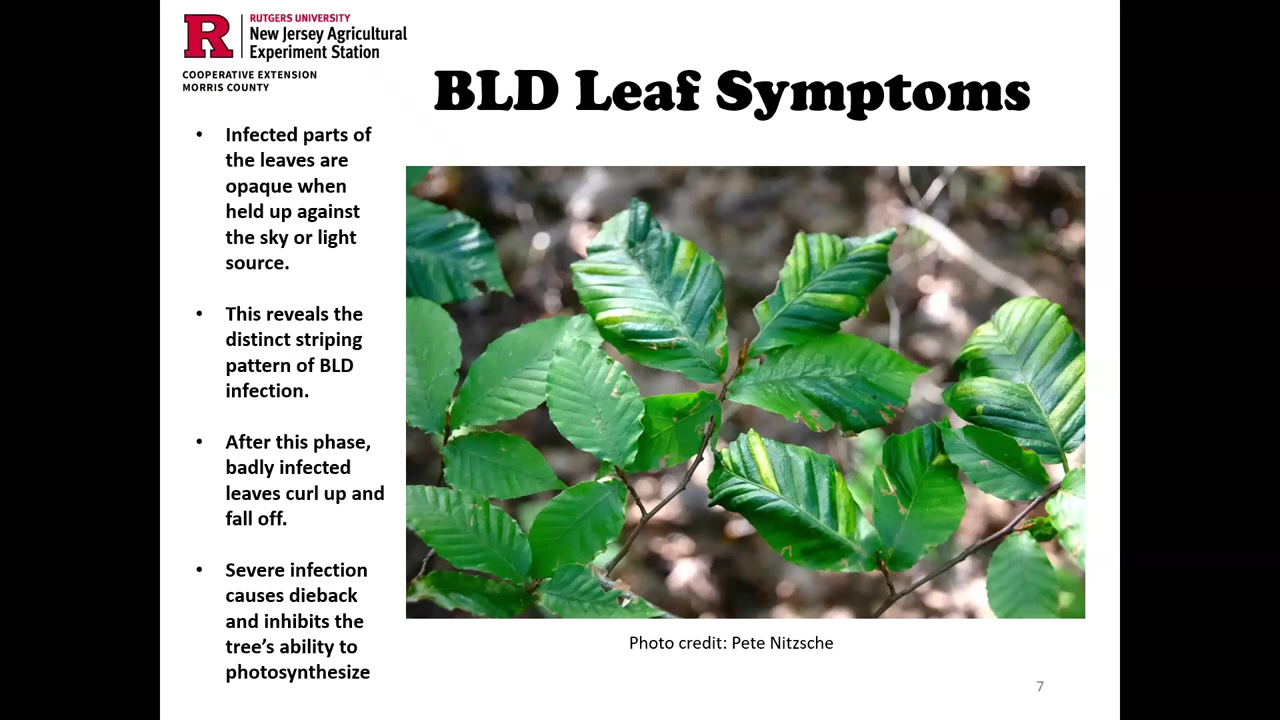 RUTGERS UNIVERSITY
New Jersey Agricultural
Experiment Station
COOPERATIVE EXTENSION
MORRIS COUNTY
BLD Leaf Symptoms
• Infected parts of
the leaves are
opaque when
held up against
the sky or light
source.
• This reveals the
distinct striping
pattern of BLD
infection.
• After this phase,
badly infected
leaves curl up and
fall off.
• Severe infection
causes dieback
and inhibits the
tree’s ability to
photosynthesize
Photo credit: Pete Nitzsche
7